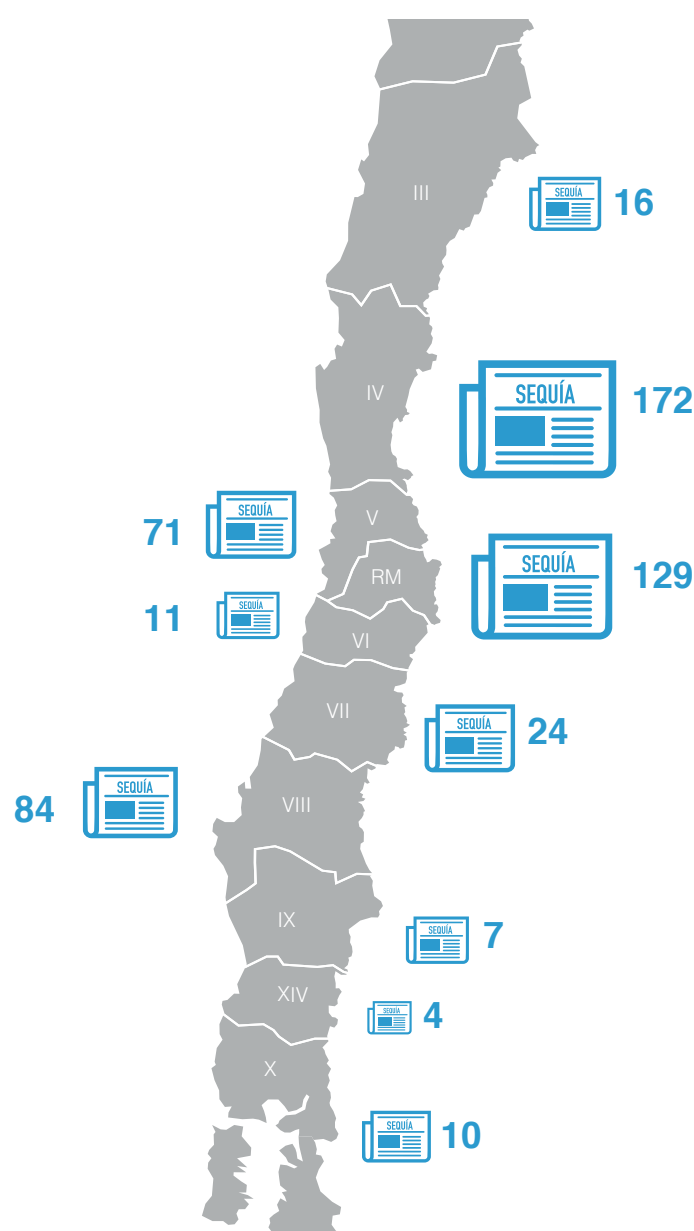 III
SEQUÍA
16
IV
SEQUÍA
172
SEQUÍA
71
V
RM
SEQUÍA
129
SEQUÍA
11
VI
VII
SEQUÍA
24
SEQUÍA
84
VIII
IX
SEQUÍA
7
XIV
SEQUÍA
4
X
SEQUÍA
10